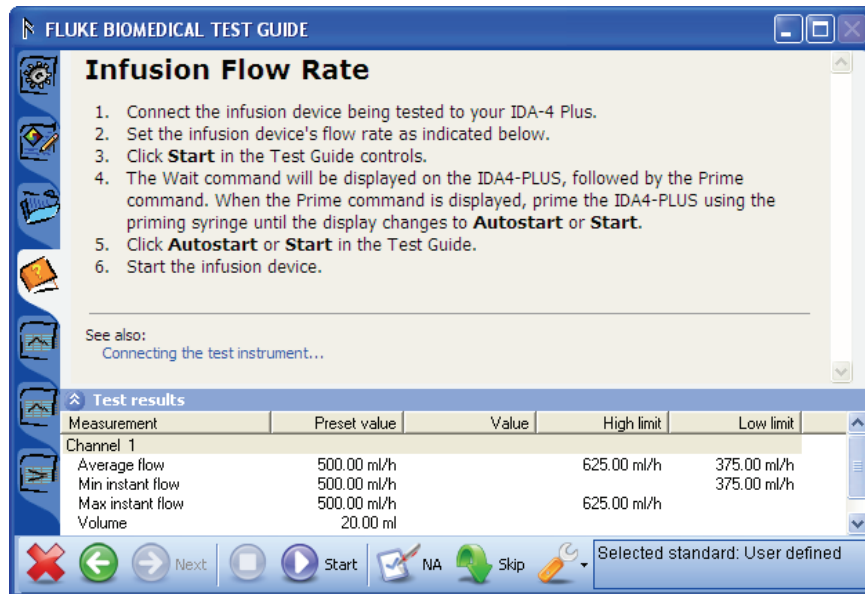 FLUKE BIOMEDICAL TEST GUIDE
Infusion Flow Rate
1. Connect the infusion device being tested to your IDA-4 Plus.
2. Set the infusion device's flow rate as indicated below.
3. Click Start in the Test Guide controls.
4. The Wait command will be displayed on the IDA4-PLUS, followed by the Prime
command. When the Prime command is displayed, prime the IDA4-PLUS using the
priming syringe until the display changes to Autostart or Start.
5. Click Autostart or Start in the Test Guide.
6. Start the infusion device.
See also:
Connecting the test instrument...
Test results
Measurement Preset value Value High limit Low limit
Channel 1
Average flow 500.00 ml/h 625.00 ml/h 375.00 ml/h
Min instant flow 500.00 ml/h 375.00 ml/h
Max instant flow 500.00 ml/h 625.00 ml/h
Volume 20.00 ml
Next Start NA Skip Selected standard: User defined